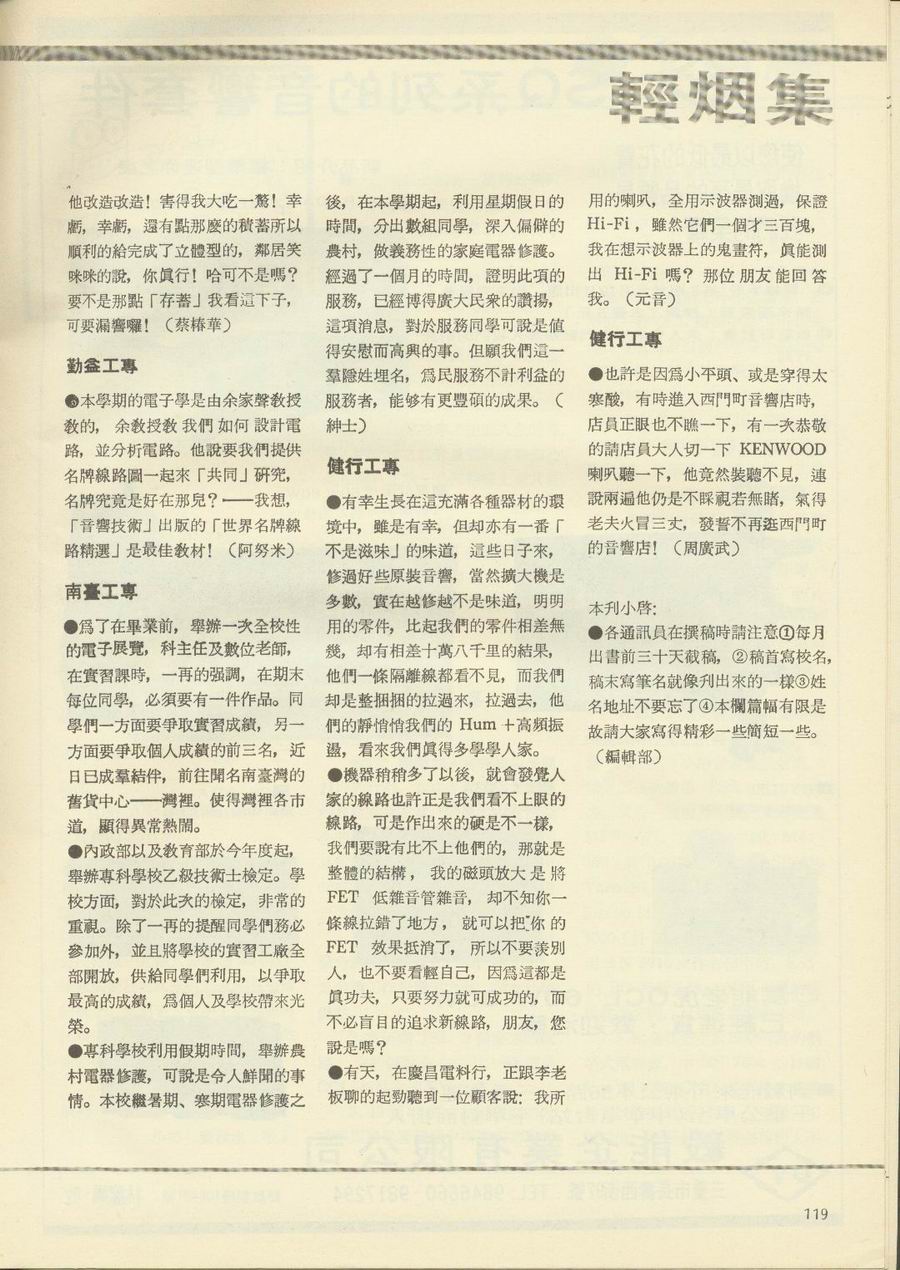 輕烟集
他改造改造！害得我大吃一驚！幸
虧，幸虧，還有點那麼的積蓄所以
順利的給完成了立體型的，鄰居笑
咪咪的說，你眞行！哈可不是嗎？
要不是那點「存蓄」我看這下子，
可要漏響囉！（蔡椿華）
勤益工專
●本學期的電子學是由余家聲敎授
敎的，余敎授敎我們如何設計電
路，並分析電路。他說要我們提供
名牌線路圖一起來「共同」硏究，
名牌究竟是好在那兒？——我想，
「音響技術」出版的「世界名牌線
路精選」是最佳敎材！（阿努米）
南臺工專
●爲了在畢業前，舉辦一次全校性
的電子展覽，科主任及數位老師，
在實習課時，一再的强調，在期末
每位同學，必須要有一件作品。同
學們一方面要爭取實習成績，另一
方面要爭取個人成績的前三名，近
日已成羣結伴，前往聞名南臺灣的
舊貨中心——灣裡。使得灣裡各市
道，顯得異常熱鬧。
●內政部以及敎育部於今年度起，
舉辦專科學校乙級技術士檢定。學
校方面，對於此次的檢定，非常的
重視。除了一再的提醒同學們務必
參加外，並且將學校的實習工廠全
部開放，供給同學們利用，以爭取
最高的成績，爲個人及學校帶來光
榮。
●專科學校利用假期時間，舉辦農
村電器修護，可說是令人鮮聞的事
情。本校繼暑期、寒期電器修護之
後，在本學期起，利用星期假日的
時間，分出數組同學，深入偏僻的
農村，做義務性的家庭電器修護。
經過了一個月的時間，證明此項的
服務，已經博得廣大民衆的讚揚，
這項消息，對於服務同學可說是值
得安慰而高興的事。但願我們這一
羣隱姓埋名，爲民服務不計利益的
服務者，能够有更豐碩的成果。（
紳士）
健行工專
●有幸生長在這充滿各種器材的環
境中，雖是有幸，但却亦有一番「
不是滋味」的味道，這些日子來，
修過好些原裝音響，當然擴大機是
多數，實在越修越不是味道，明明
用的零件，比起我們的零件相差無
幾，却有相差十萬八千里的結果，
他們一條隔離線都看不見，而我們
却是整捆捆的拉過來，拉過去，他
們的靜悄悄我們的 Hum＋高頻振
盪，看來我們眞得多學學人家。
●機器稍稍多了以後，就會發覺人
家的線路也許正是我們看不上眼的
線路，可是作出來的硬是不一樣，
我們要說有比不上他們的，那就是
整體的結構，我的磁頭放大是將
FET 低雜音管雜音，却不知你一
條線拉錯了地方，就可以把你的
FET 效果抵消了，所以不要羨別
人，也不要看輕自己，因爲這都是
眞功夫，只要努力就可成功的，而
不必盲目的追求新線路，朋友，您
說是嗎？
●有天，在慶昌電料行，正跟李老
板聊的起勁聽到一位顧客說：我所
用的喇叭，全用示波器測過，保證
Hi-Fi，雖然它們一個才三百塊，
我在想示波器上的鬼畫符，眞能測
出 Hi-Fi 嗎？那位朋友能回答
我。（元音）
健行工專
●也許是因爲小平頭、或是穿得太
寒酸，有時進入西門町音響店時，
店員正眼也不瞧一下，有一次恭敬
的請店員大人切一下 KENWOOD
喇叭聽一下，他竟然裝聽不見，連
說兩遍他仍是不睬視若無睹，氣得
老夫火冒三丈，發誓不再逛西門町
的音響店！（周廣武）
本刋小啓：
●各通訊員在撰稿時請注意①每月
出書前三十天截稿，②稿首寫校名，
稿末寫筆名就像刋出來的一樣③姓
名地址不要忘了④本欄篇幅有限是
故請大家寫得精彩一些簡短一些。
（編輯部）
119